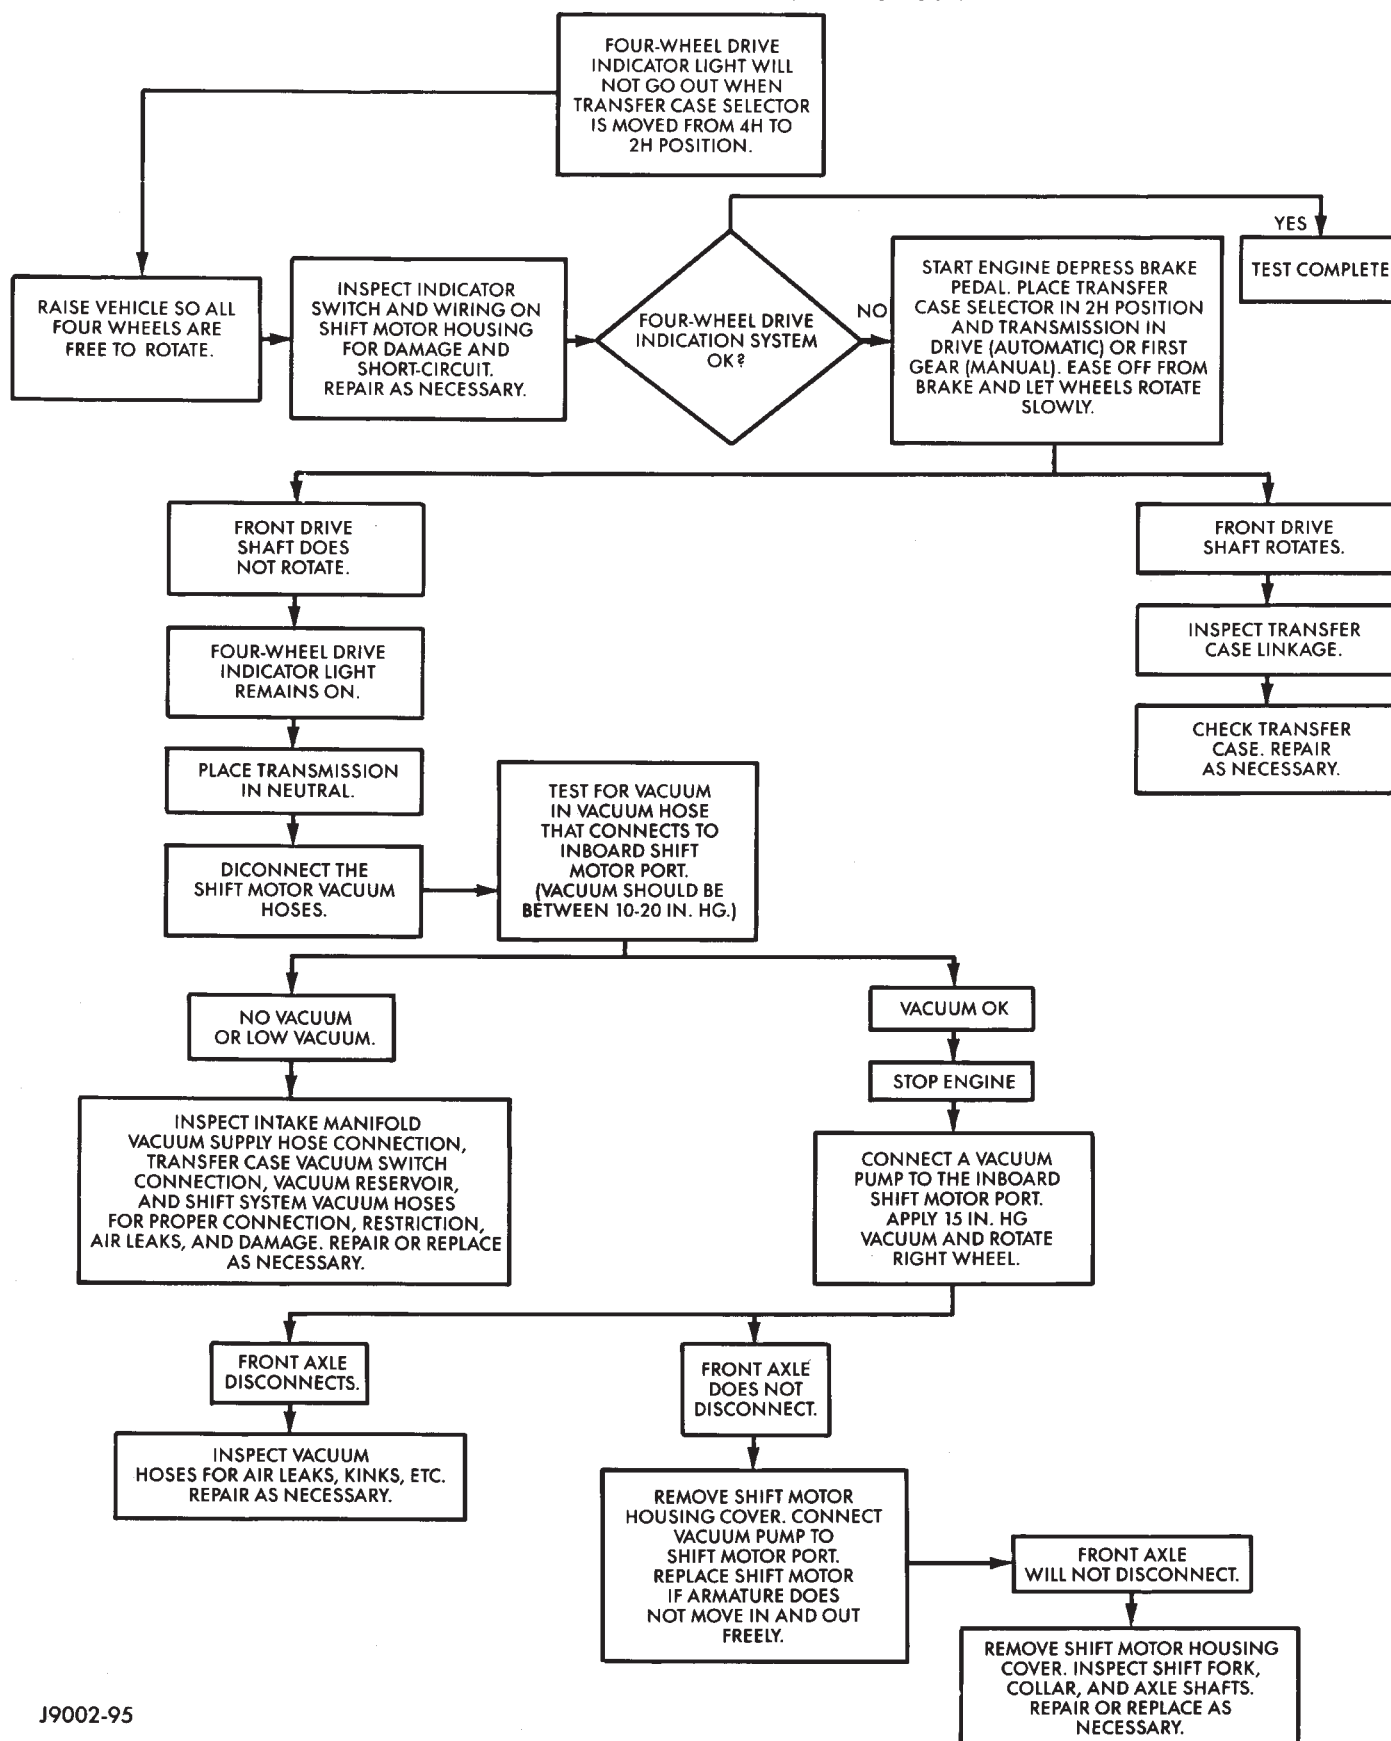 FOUR-WHEEL DRIVE
INDICATOR LIGHT WILL
NOT GO OUT WHEN
TRANSFER CASE SELECTOR
IS MOVED FROM 4H TO
2H POSITION.
RAISE VEHICLE SO ALL
FOUR WHEELS ARE
FREE TO ROTATE.
INSPECT INDICATOR
SWITCH AND WIRING ON
SHIFT MOTOR HOUSING
FOR DAMAGE AND
SHORT-CIRCUIT.
REPAIR AS NECESSARY.
FOUR-WHEEL DRIVE
INDICATION SYSTEM
OK?
YES
TEST COMPLETE
NO
START ENGINE DEPRESS BRAKE
PEDAL. PLACE TRANSFER
CASE SELECTOR IN 2H POSITION
AND TRANSMISSION IN
DRIVE (AUTOMATIC) OR FIRST
GEAR (MANUAL). EASE OFF FROM
BRAKE AND LET WHEELS ROTATE
SLOWLY.
FRONT DRIVE
SHAFT DOES
NOT ROTATE.
FOUR-WHEEL DRIVE
INDICATOR LIGHT
REMAINS ON.
PLACE TRANSMISSION
IN NEUTRAL.
DICONNECT THE
SHIFT MOTOR VACUUM
HOSES.
TEST FOR VACUUM
IN VACUUM HOSE
THAT CONNECTS TO
INBOARD SHIFT
MOTOR PORT.
(VACUUM SHOULD BE
BETWEEN 10-20 IN. HG.)
FRONT DRIVE
SHAFT ROTATES.
INSPECT TRANSFER
CASE LINKAGE.
CHECK TRANSFER
CASE. REPAIR
AS NECESSARY.
NO VACUUM
OR LOW VACUUM.
INSPECT INTAKE MANIFOLD
VACUUM SUPPLY HOSE CONNECTION,
TRANSFER CASE VACUUM SWITCH
CONNECTION, VACUUM RESERVOIR,
AND SHIFT SYSTEM VACUUM HOSES
FOR PROPER CONNECTION, RESTRICTION,
AIR LEAKS, AND DAMAGE. REPAIR OR REPLACE
AS NECESSARY.
VACUUM OK
STOP ENGINE
CONNECT A VACUUM
PUMP TO THE INBOARD
SHIFT MOTOR PORT.
APPLY 15 IN. HG
VACUUM AND ROTATE
RIGHT WHEEL.
FRONT AXLE
DISCONNECTS.
INSPECT VACUUM
HOSES FOR AIR LEAKS, KINKS, ETC.
REPAIR AS NECESSARY.
FRONT AXLE
DOES NOT
DISCONNECT.
REMOVE SHIFT MOTOR
HOUSING COVER. CONNECT
VACUUM PUMP TO
SHIFT MOTOR PORT.
REPLACE SHIFT MOTOR
IF ARMATURE DOES
NOT MOVE IN AND OUT
FREELY.
FRONT AXLE
WILL NOT DISCONNECT.
REMOVE SHIFT MOTOR HOUSING
COVER. INSPECT SHIFT FORK,
COLLAR, AND AXLE SHAFTS.
REPAIR OR REPLACE AS
NECESSARY.
J9002-95